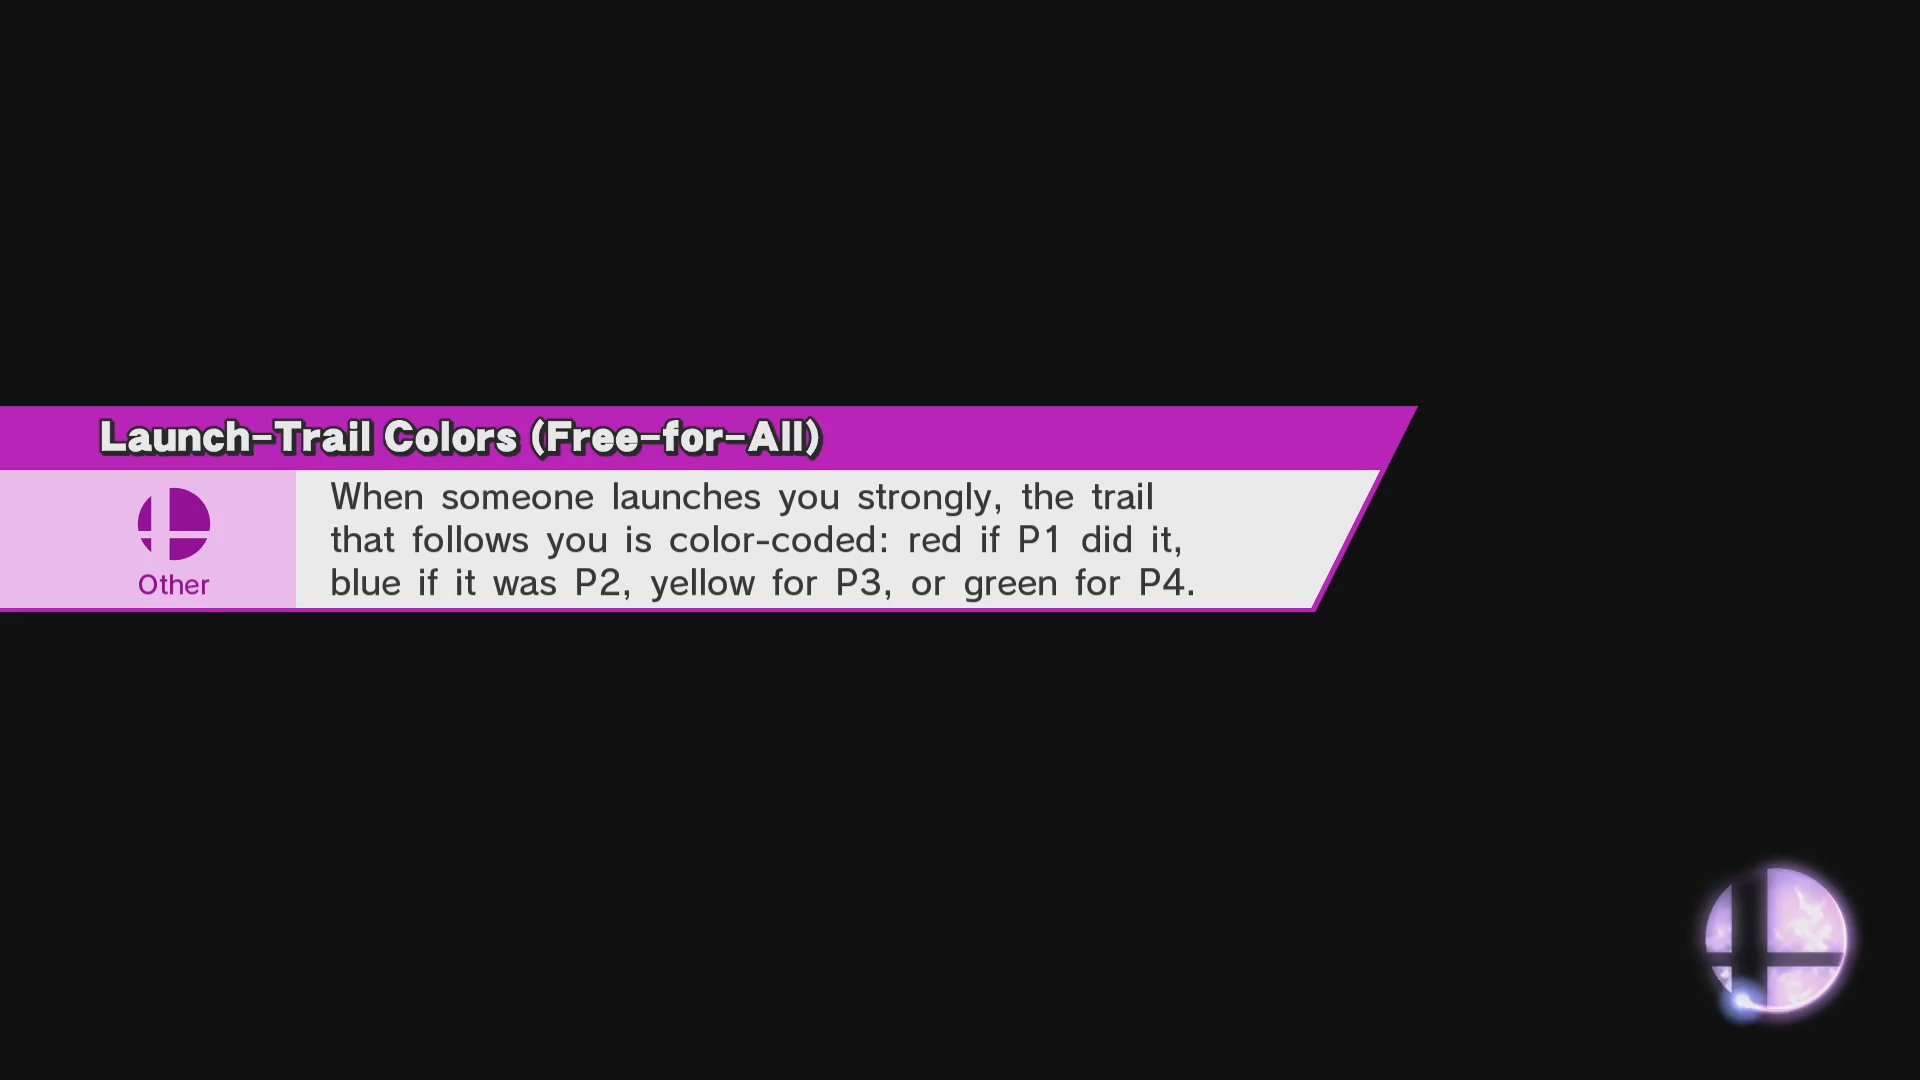 Launch-Trail Colors (Free-for-All)
Other
When someone launches you strongly, the trail
that follows you is color-coded: red if P1 did it,
blue if it was P2, yellow for P3, or green for P4.